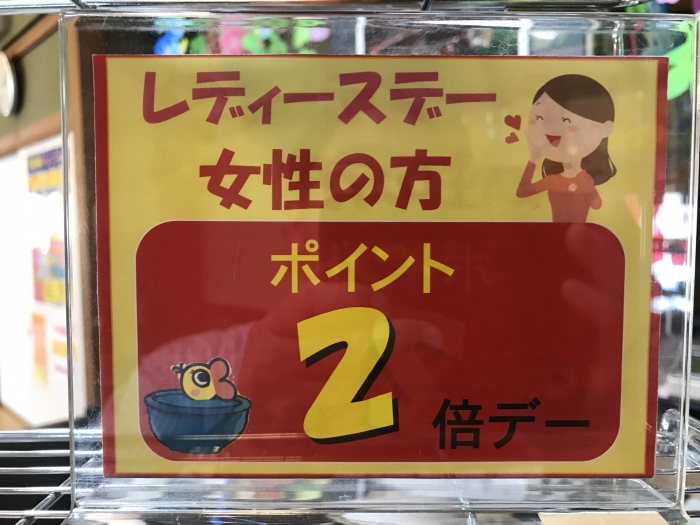 レディースデー
女性の方
ポイント
2
倍デー